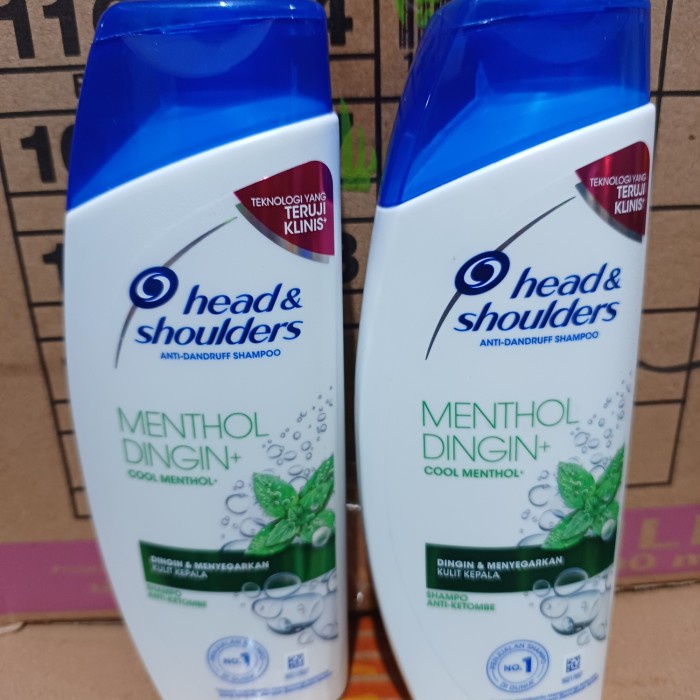 TEKNOLOGI YANG
TERUJI
KLINIS*
head &
shoulders
ANTI-DANDRUFF SHAMPOO
MENTHOL
DINGIN+
COOL MENTHOL+
DINGIN & MENYEGARKAN
KULIT KEPALA
SHAMPO
ANTI-KETOMBE
NO. 1
TEKNOLOGI YANG
TERUJI
KLINIS*
head &
shoulders
ANTI-DANDRUFF SHAMPOO
MENTHOL
DINGIN+
COOL MENTHOL+
DINGIN & MENYEGARKAN
KULIT KEPALA
SHAMPO
ANTI-KETOMBE
NO. 1
DI DUNIA